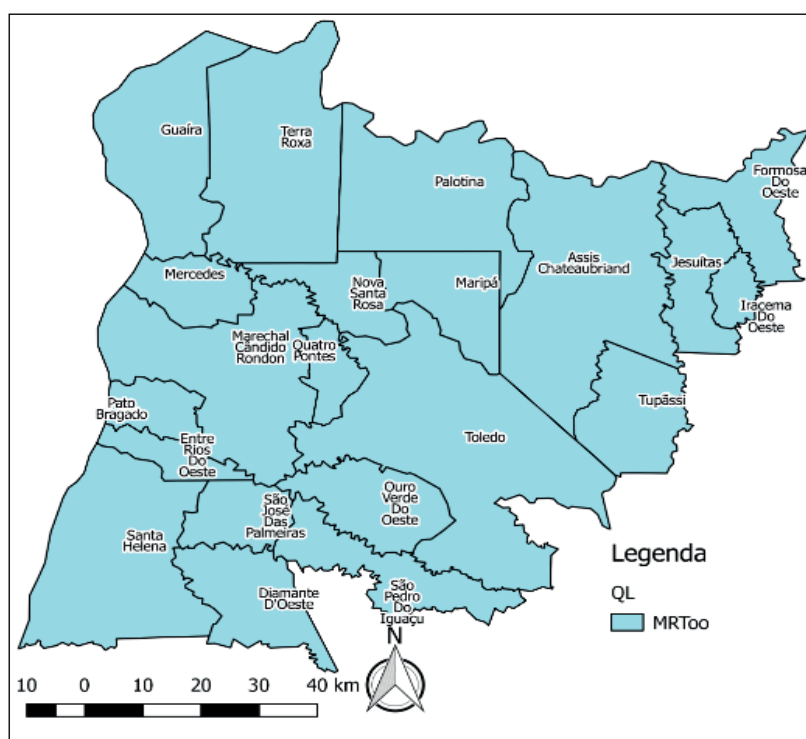 Guaíra
Terra
Roxa
Palotina
Formosa
Do
Oeste
Mercedes
Nova
Santa
Rosa
Maripá
Assis
Chateaubriand
Jesuítas
Iracema
Do
Oeste
Marechal
Cândido
Rondon
Quatro
Pontes
Pato
Bragado
Entre
Rios
Do
Oeste
Toledo
Tupãssi
Santa
Helena
São
José
Das
Palmeiras
Ouro
Verde
Do
Oeste
Diamante
D'Oeste
São
Pedro
Do
Iguaçu
Legenda
QL
MRToo
N
10 0 10 20 30 40 km